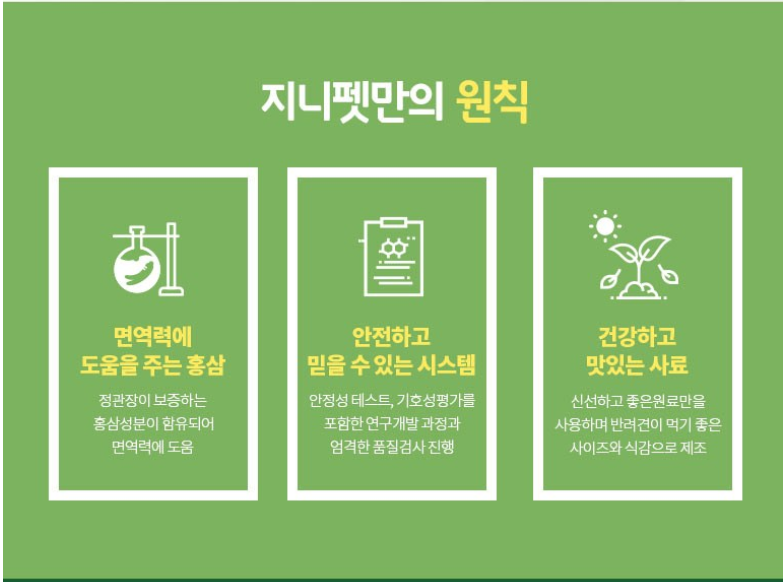 지니펫만의 원칙
면역력에
도움을 주는 홍삼
정관장이 보증하는
홍삼성분이 함유되어
면역력에 도움
안전하고
믿을 수 있는 시스템
안정성 테스트, 기호성평가를
포함한 연구개발 과정과
엄격한 품질검사 진행
건강하고
맛있는 사료
신선하고 좋은원료만을
사용하며 반려견이 먹기 좋은
사이즈와 식감으로 제조